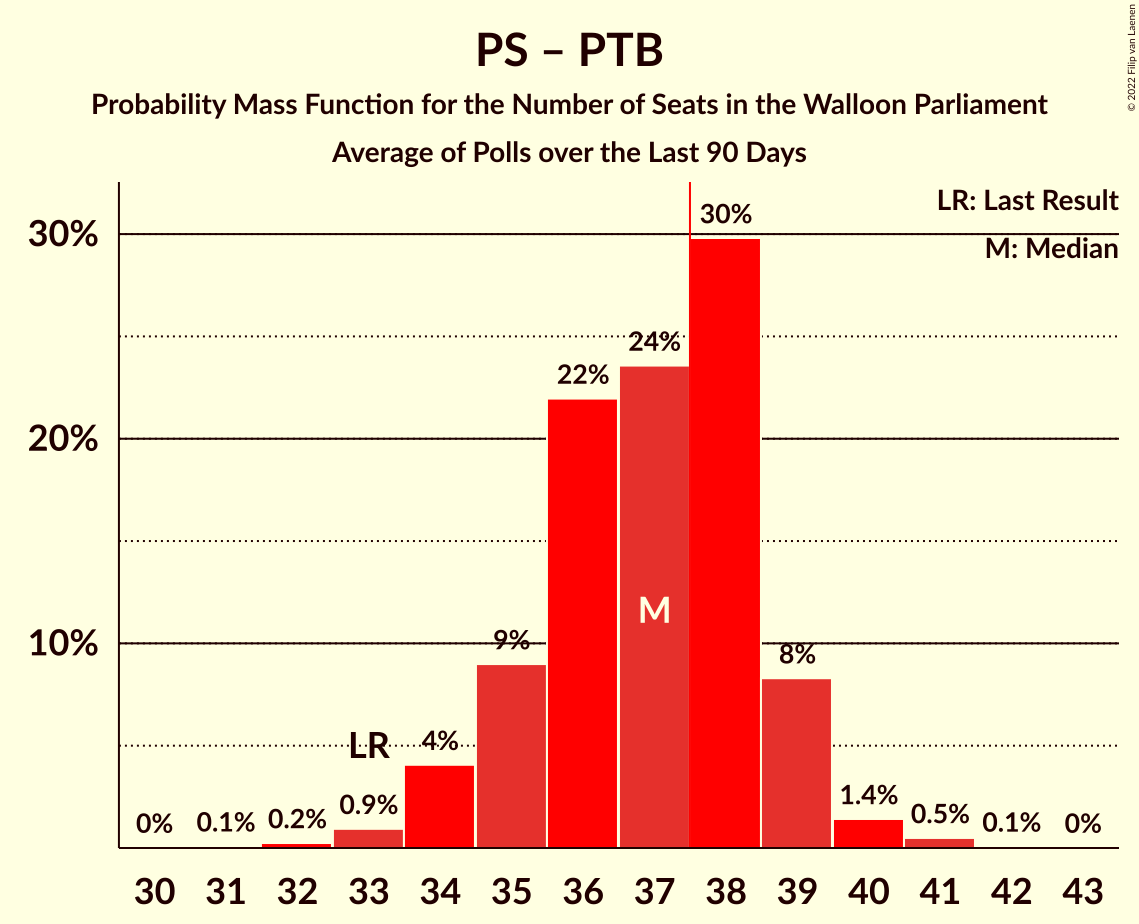 PS – PTB
Probability Mass Function for the Number of Seats in the Walloon Parliament
Average of Polls over the Last 90 Days
© 2022 Filip van Laenen
LR: Last Result
M: Median
30%
20%
10%
0%
0.1%
0.2%
0.9%
LR
4%
9%
22%
24%
M
30%
8%
1.4%
0.5%
0.1%
0%
30 31 32 33 34 35 36 37 38 39 40 41 42 43